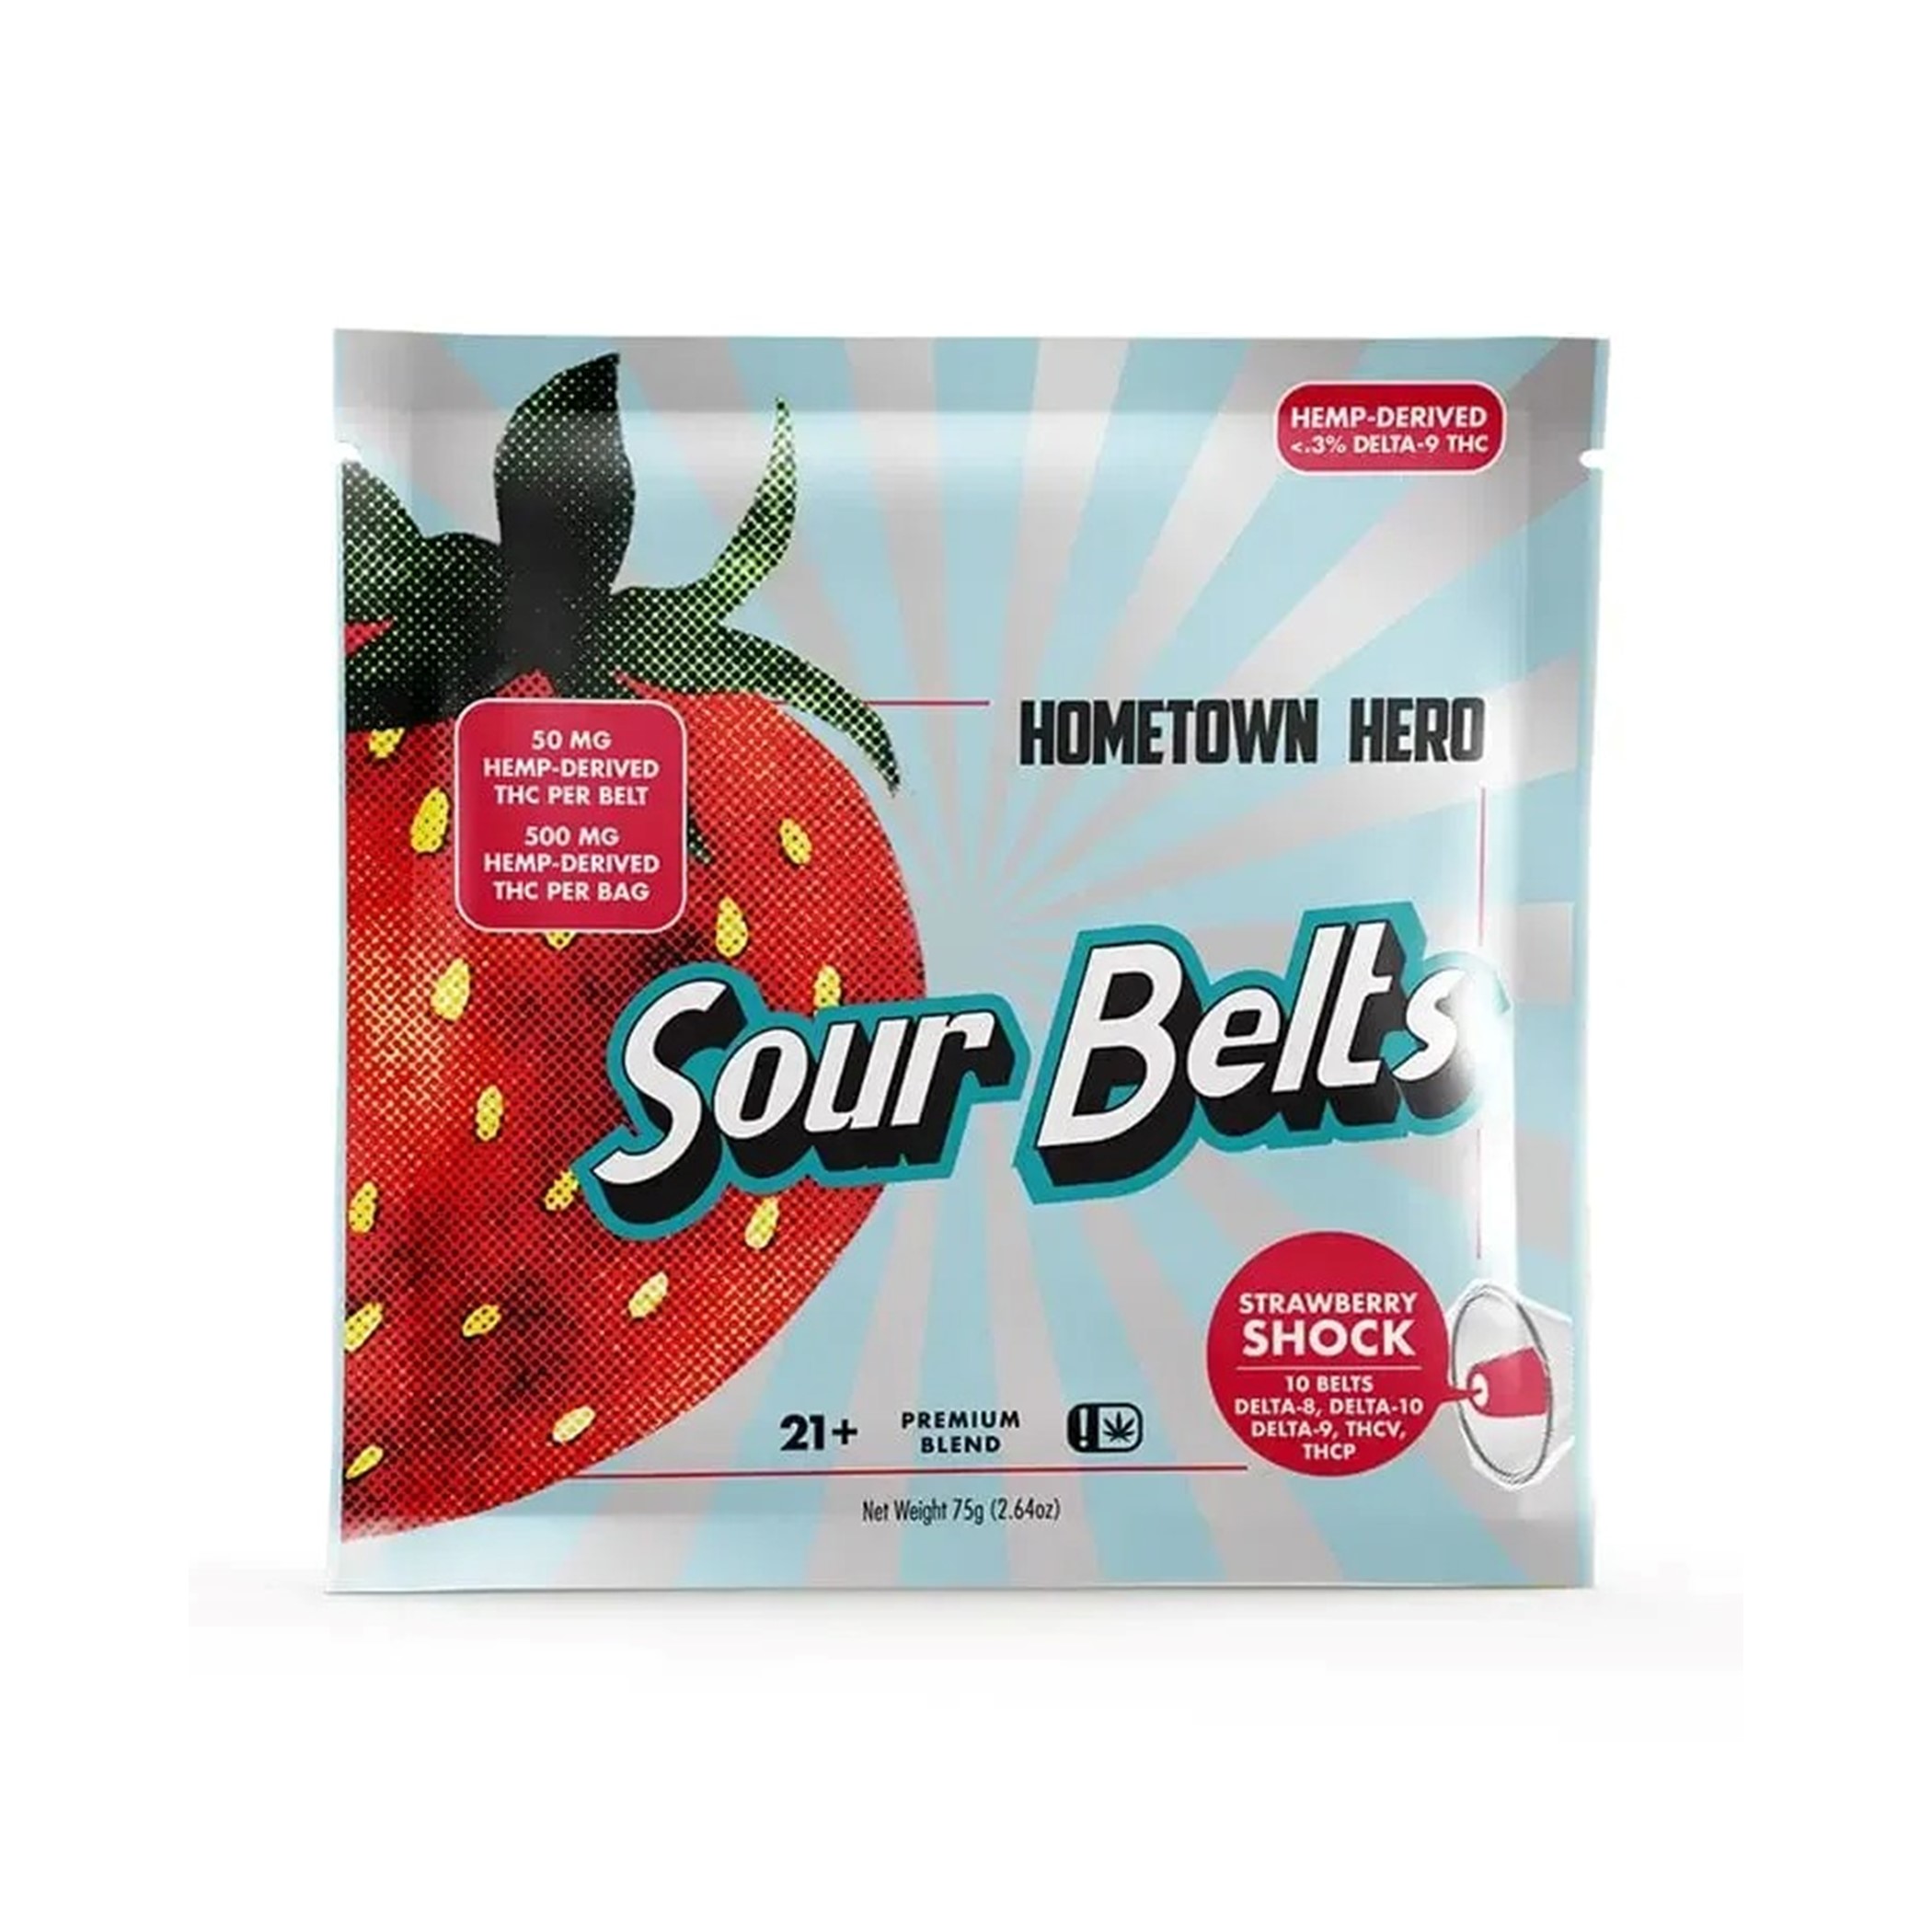 HEMP-DERIVED
<.3% DELTA-9 THC
HOMETOWN HERO
50 MG
HEMP-DERIVED
THC PER BELT
500 MG
HEMP-DERIVED
THC PER BAG
Sour Belts
STRAWBERRY
SHOCK
10 BELTS
DELTA-8, DELTA-10
DELTA-9, THCV,
THCP
21+
PREMIUM
BLEND
Net Weight 75g (2.64oz)